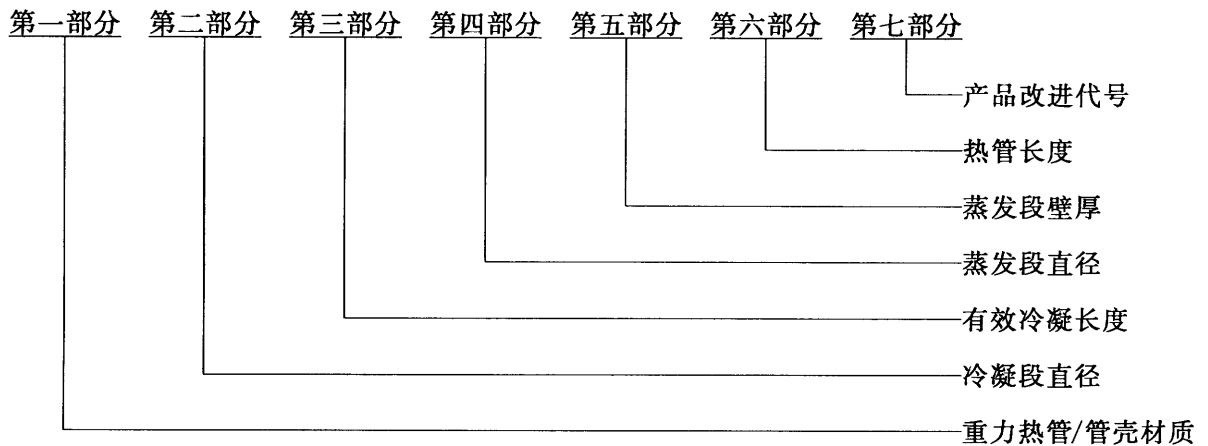 第一部分 第二部分 第三部分 第四部分 第五部分 第六部分 第七部分
产品改进代号
热管长度
蒸发段壁厚
蒸发段直径
有效冷凝长度
冷凝段直径
重力热管/管壳材质